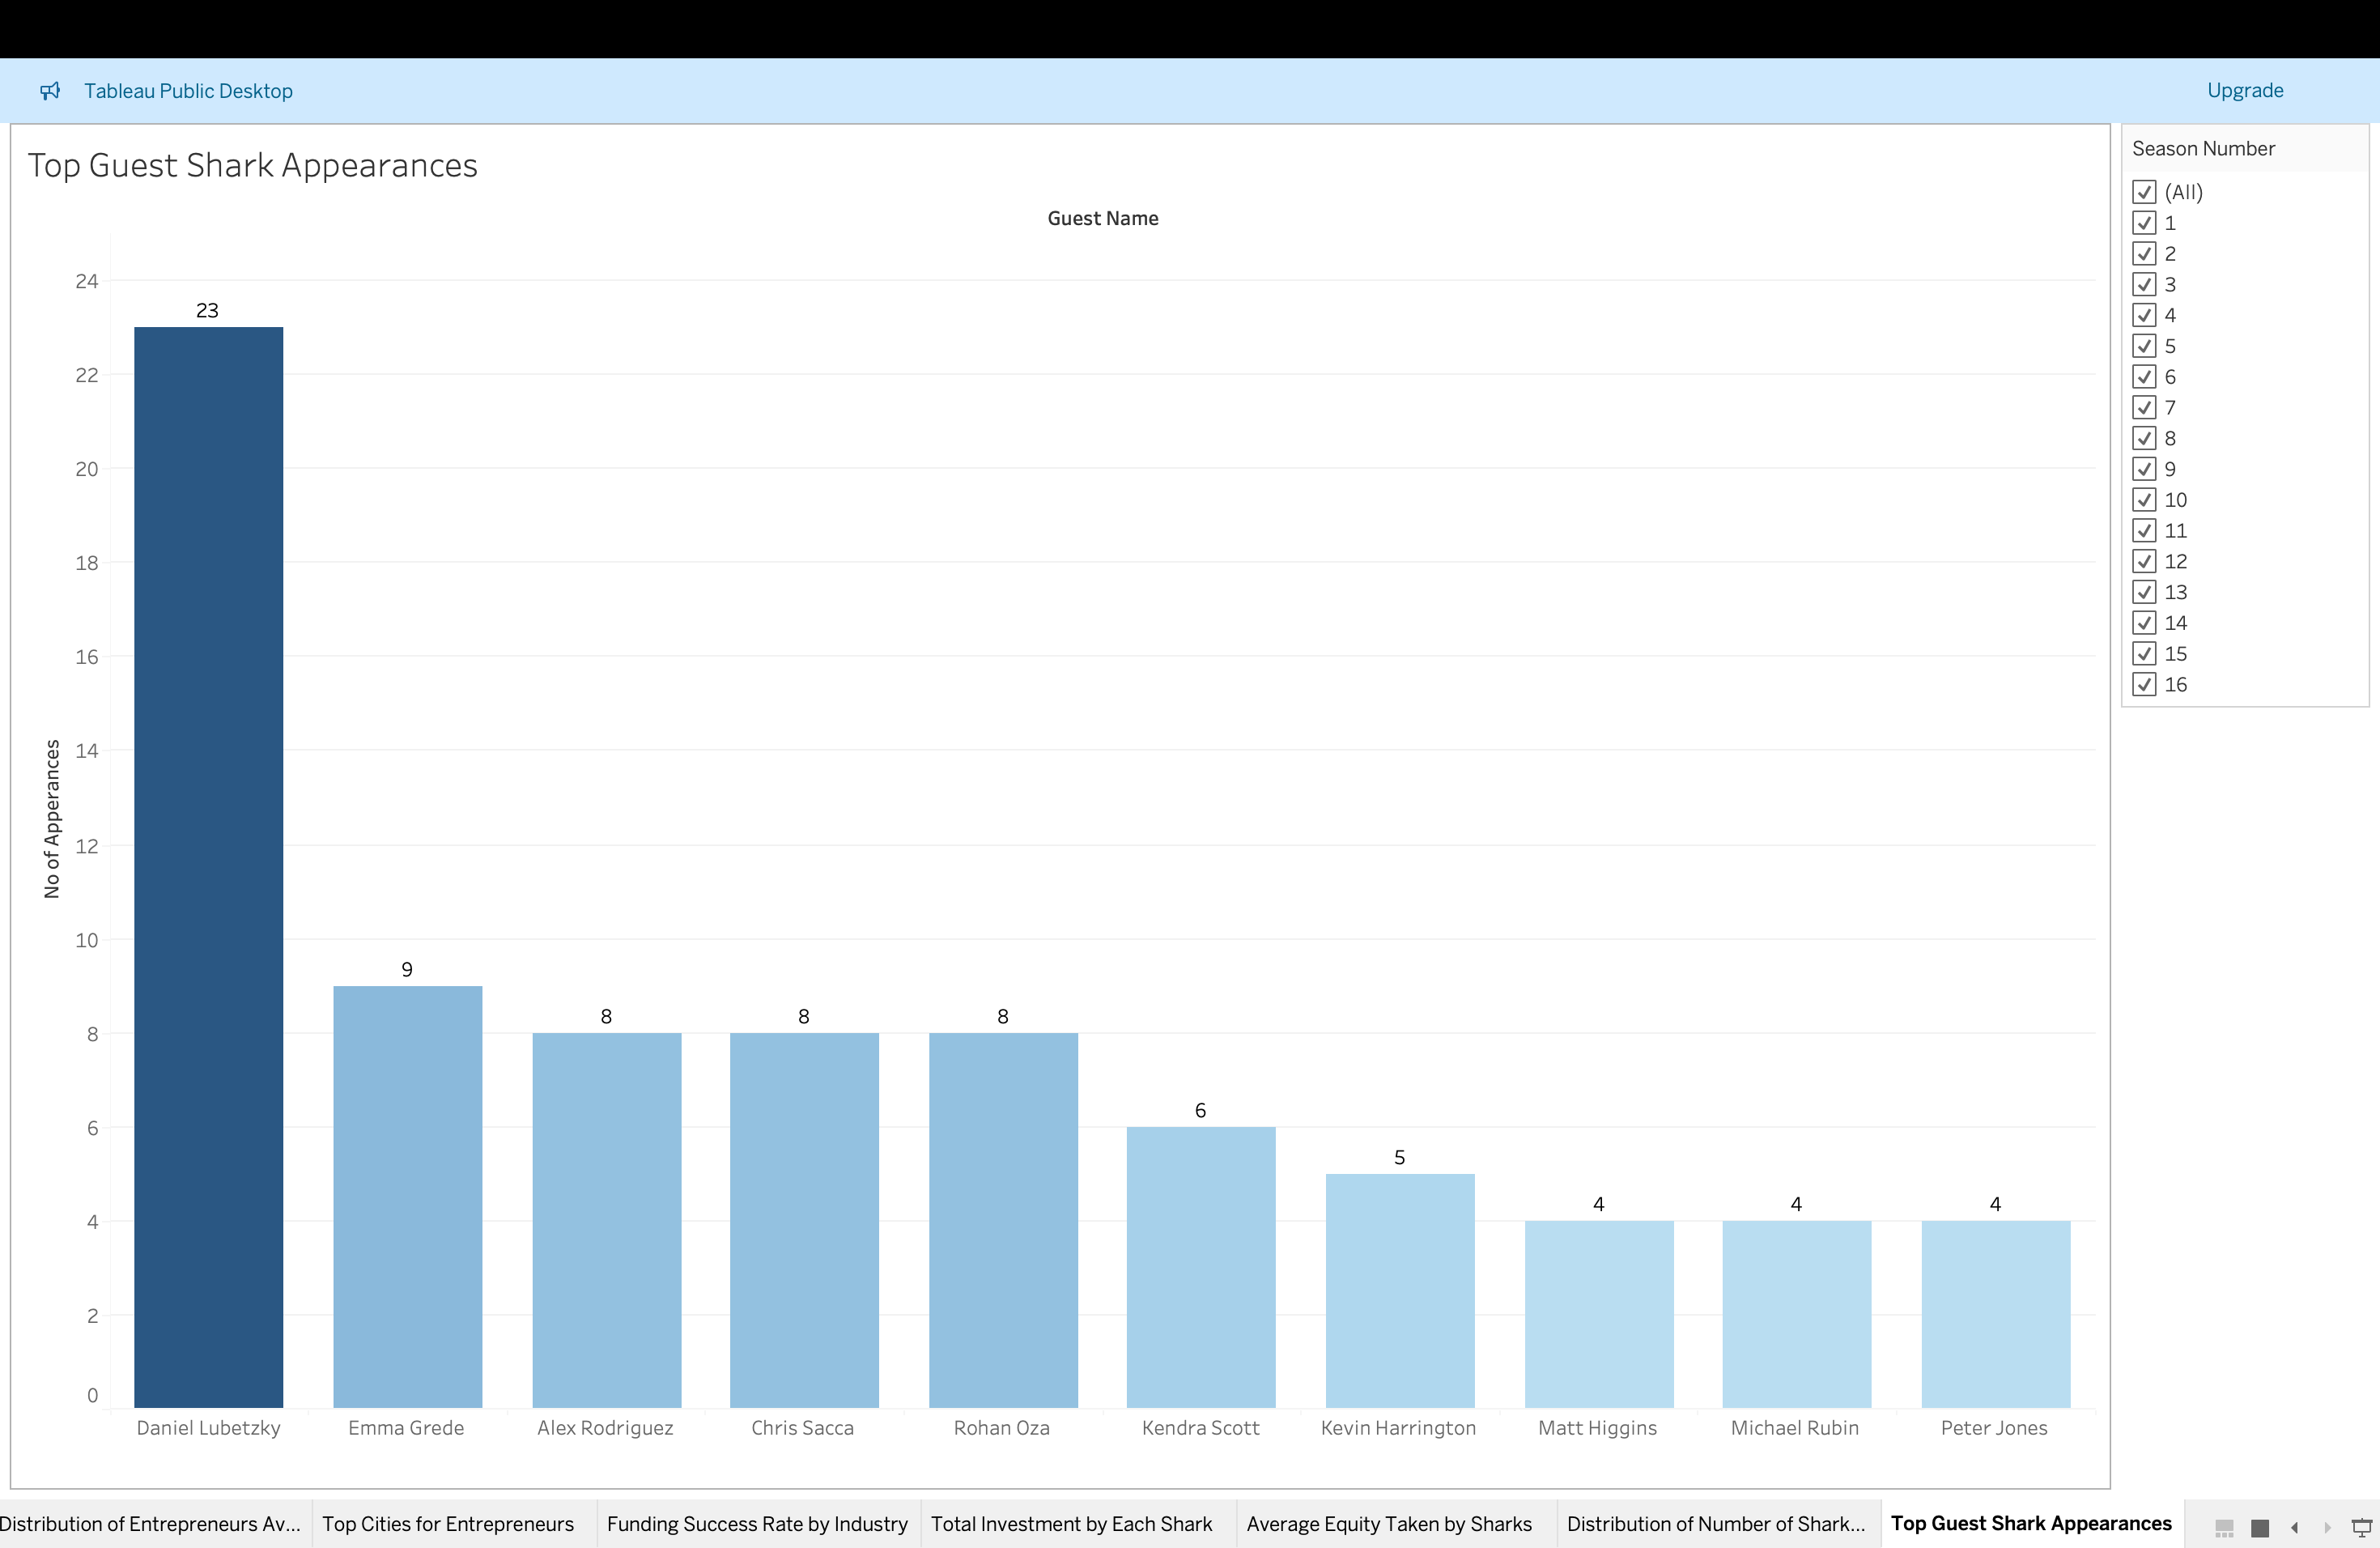 Tableau Public Desktop
Upgrade
Top Guest Shark Appearances
Guest Name
No of Apperances
24
22
20
18
16
14
12
10
8
6
4
2
0
23
9
8
8
8
6
5
4
4
4
Daniel Lubetzky
Emma Grede
Alex Rodriguez
Chris Sacca
Rohan Oza
Kendra Scott
Kevin Harrington
Matt Higgins
Michael Rubin
Peter Jones
Season Number
(All)
1
2
3
4
5
6
7
8
9
10
11
12
13
14
15
16
Distribution of Entrepreneurs Av...
Top Cities for Entrepreneurs
Funding Success Rate by Industry
Total Investment by Each Shark
Average Equity Taken by Sharks
Distribution of Number of Shark...
Top Guest Shark Appearances